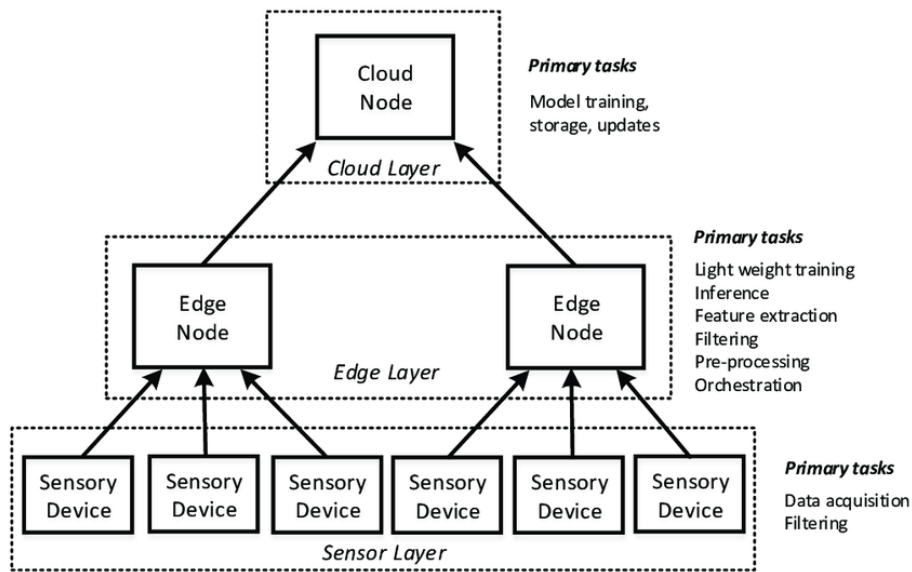 Cloud
Node
Cloud Layer
Primary tasks
Model training,
storage, updates
Edge
Node
Edge
Node
Edge Layer
Primary tasks
Light weight training
Inference
Feature extraction
Filtering
Pre-processing
Orchestration
Sensory
Device
Sensory
Device
Sensory
Device
Sensory
Device
Sensory
Device
Sensory
Device
Sensor Layer
Primary tasks
Data acquisition
Filtering